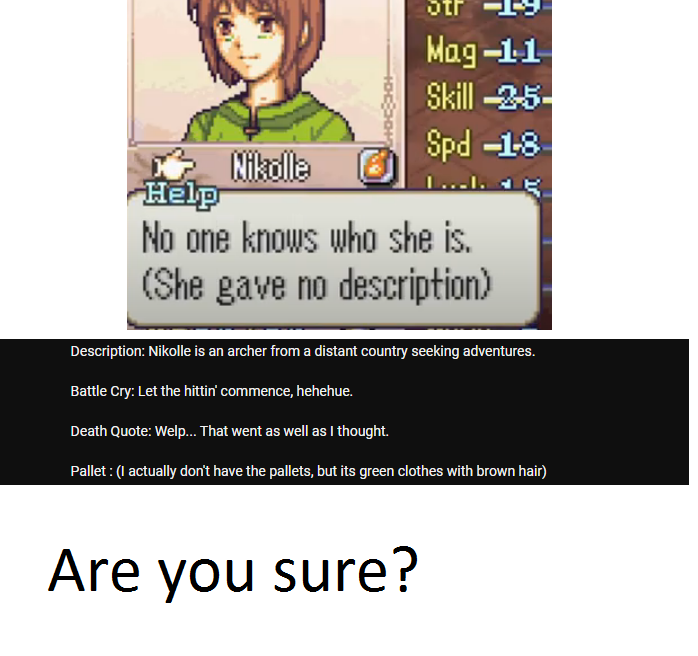 Str 19
Mag 11
Skill 25
Spd 18
Nikolle
Help
No one knows who she is.
(She gave no description)
Description: Nikolle is an archer from a distant country seeking adventures.
Battle Cry: Let the hittin' commence, hehehue.
Death Quote: Welp... That went as well as I thought.
Pallet : (I actually don't have the pallets, but its green clothes with brown hair)
Are you sure?